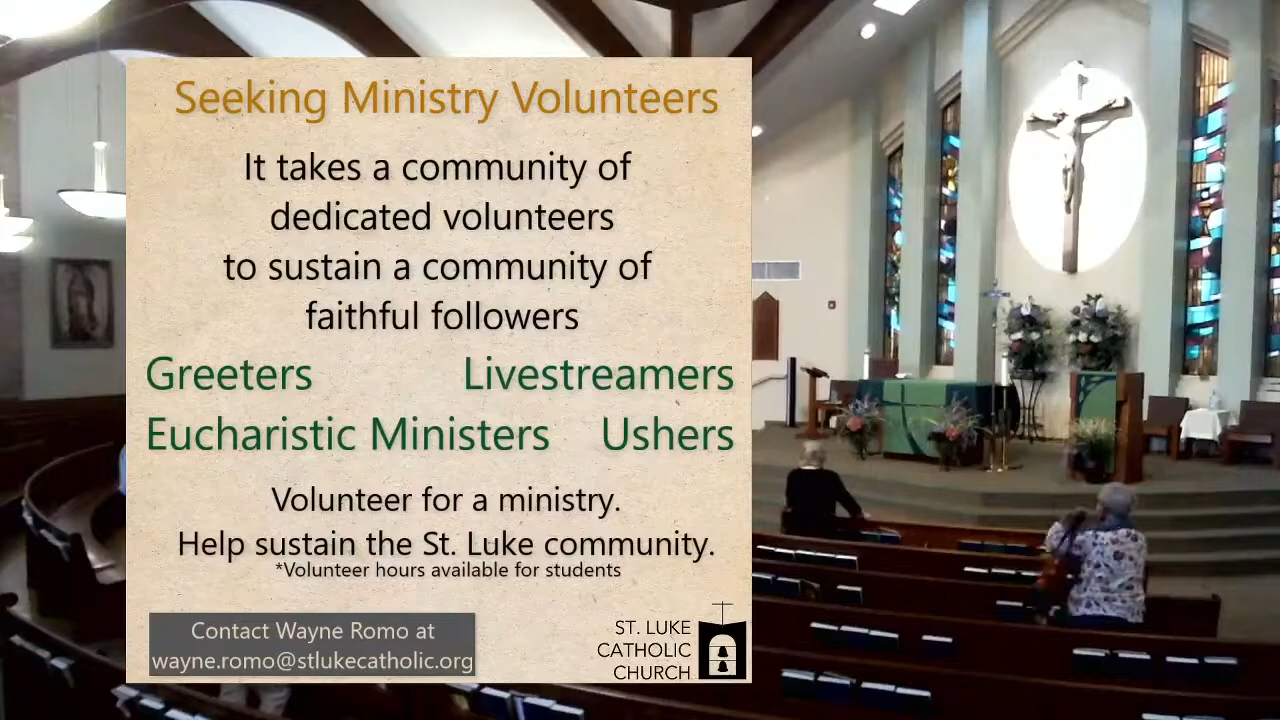 Seeking Ministry Volunteers
It takes a community of
dedicated volunteers
to sustain a community of
faithful followers
Greeters Livestreamers
Eucharistic Ministers Ushers
Volunteer for a ministry.
Help sustain the St. Luke community.
*Volunteer hours available for students
Contact Wayne Romo at
wayne.romo@stlukecatholic.org
ST. LUKE
CATHOLIC
CHURCH